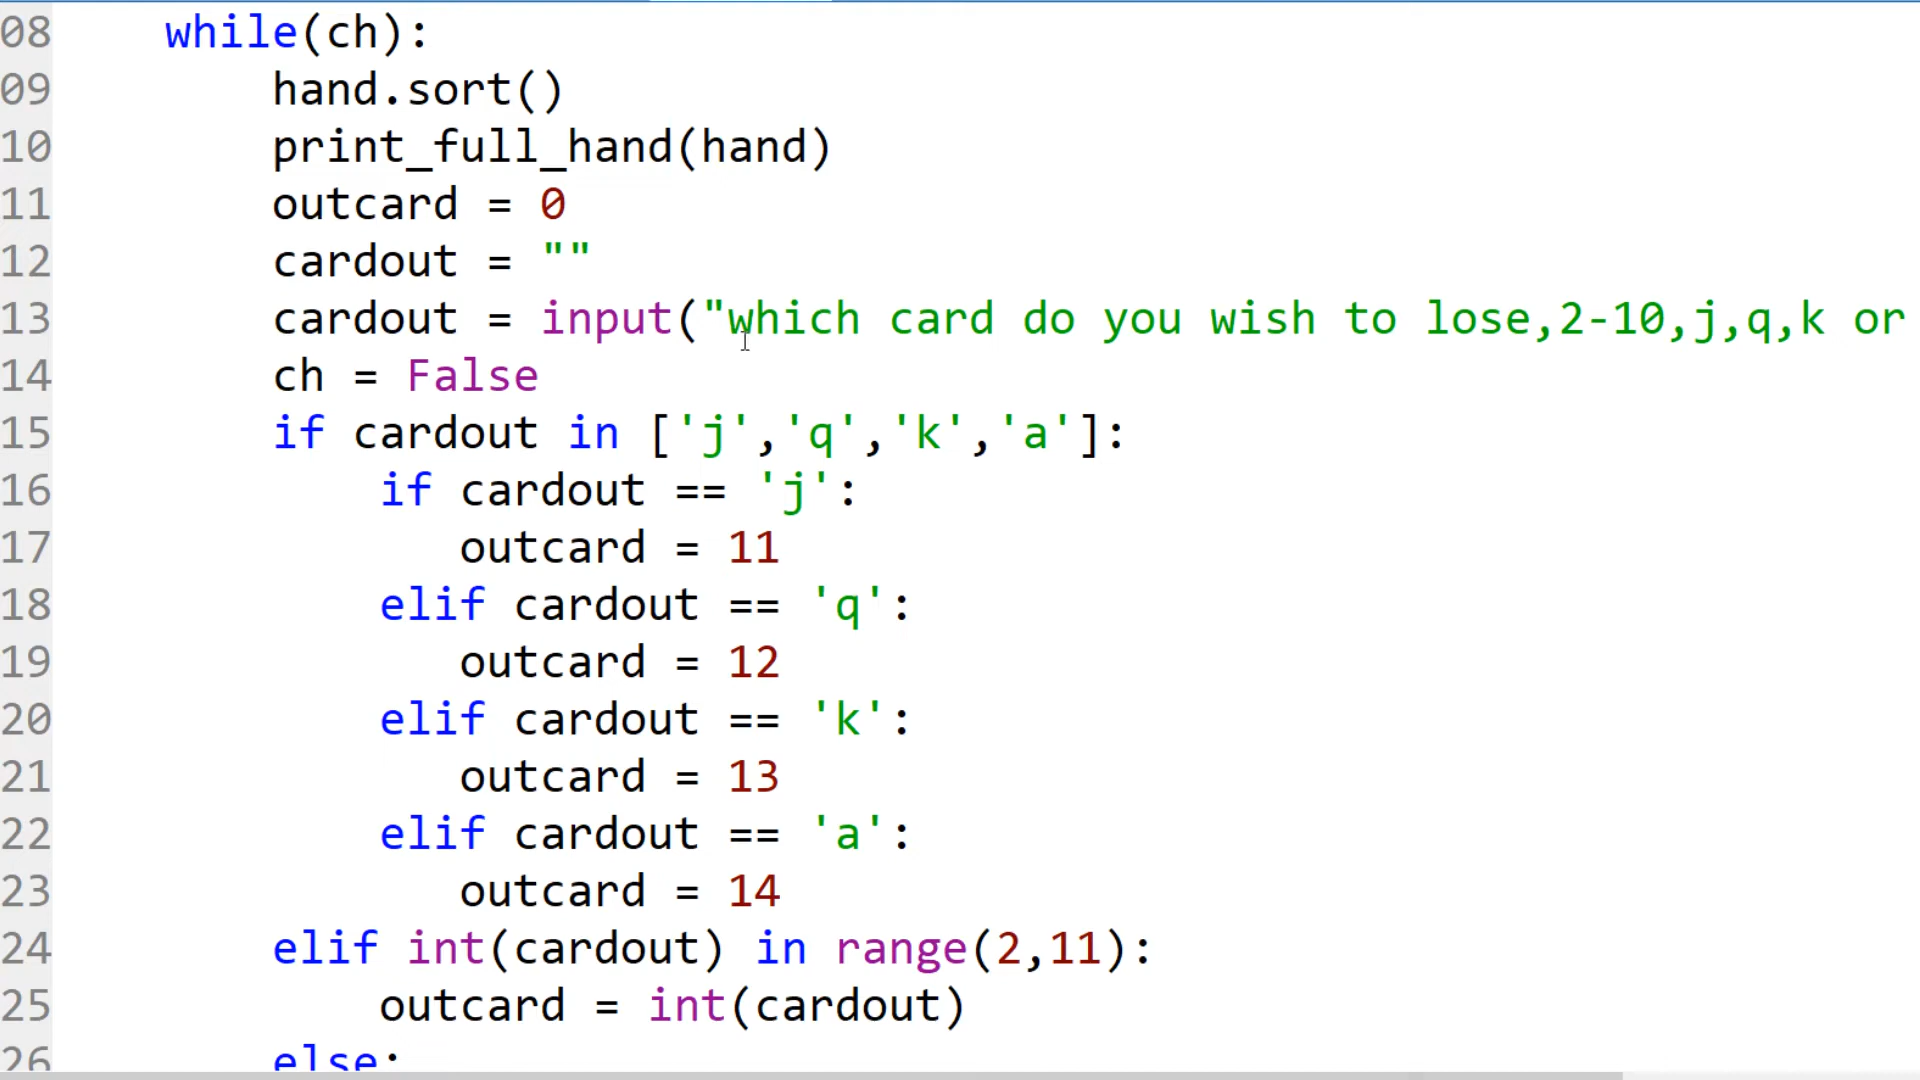 08    while(ch):
09        hand.sort()
10        print_full_hand(hand)
11        outcard = 0
12        cardout = ""
13        cardout = input("which card do you wish to lose,2-10,j,q,k or
14        ch = False
15        if cardout in ['j','q','k','a']:
16            if cardout == 'j':
17               outcard = 11
18            elif cardout == 'q':
19               outcard = 12
20            elif cardout == 'k':
21               outcard = 13
22            elif cardout == 'a':
23               outcard = 14
24        elif int(cardout) in range(2,11):
25            outcard = int(cardout)
26        else: